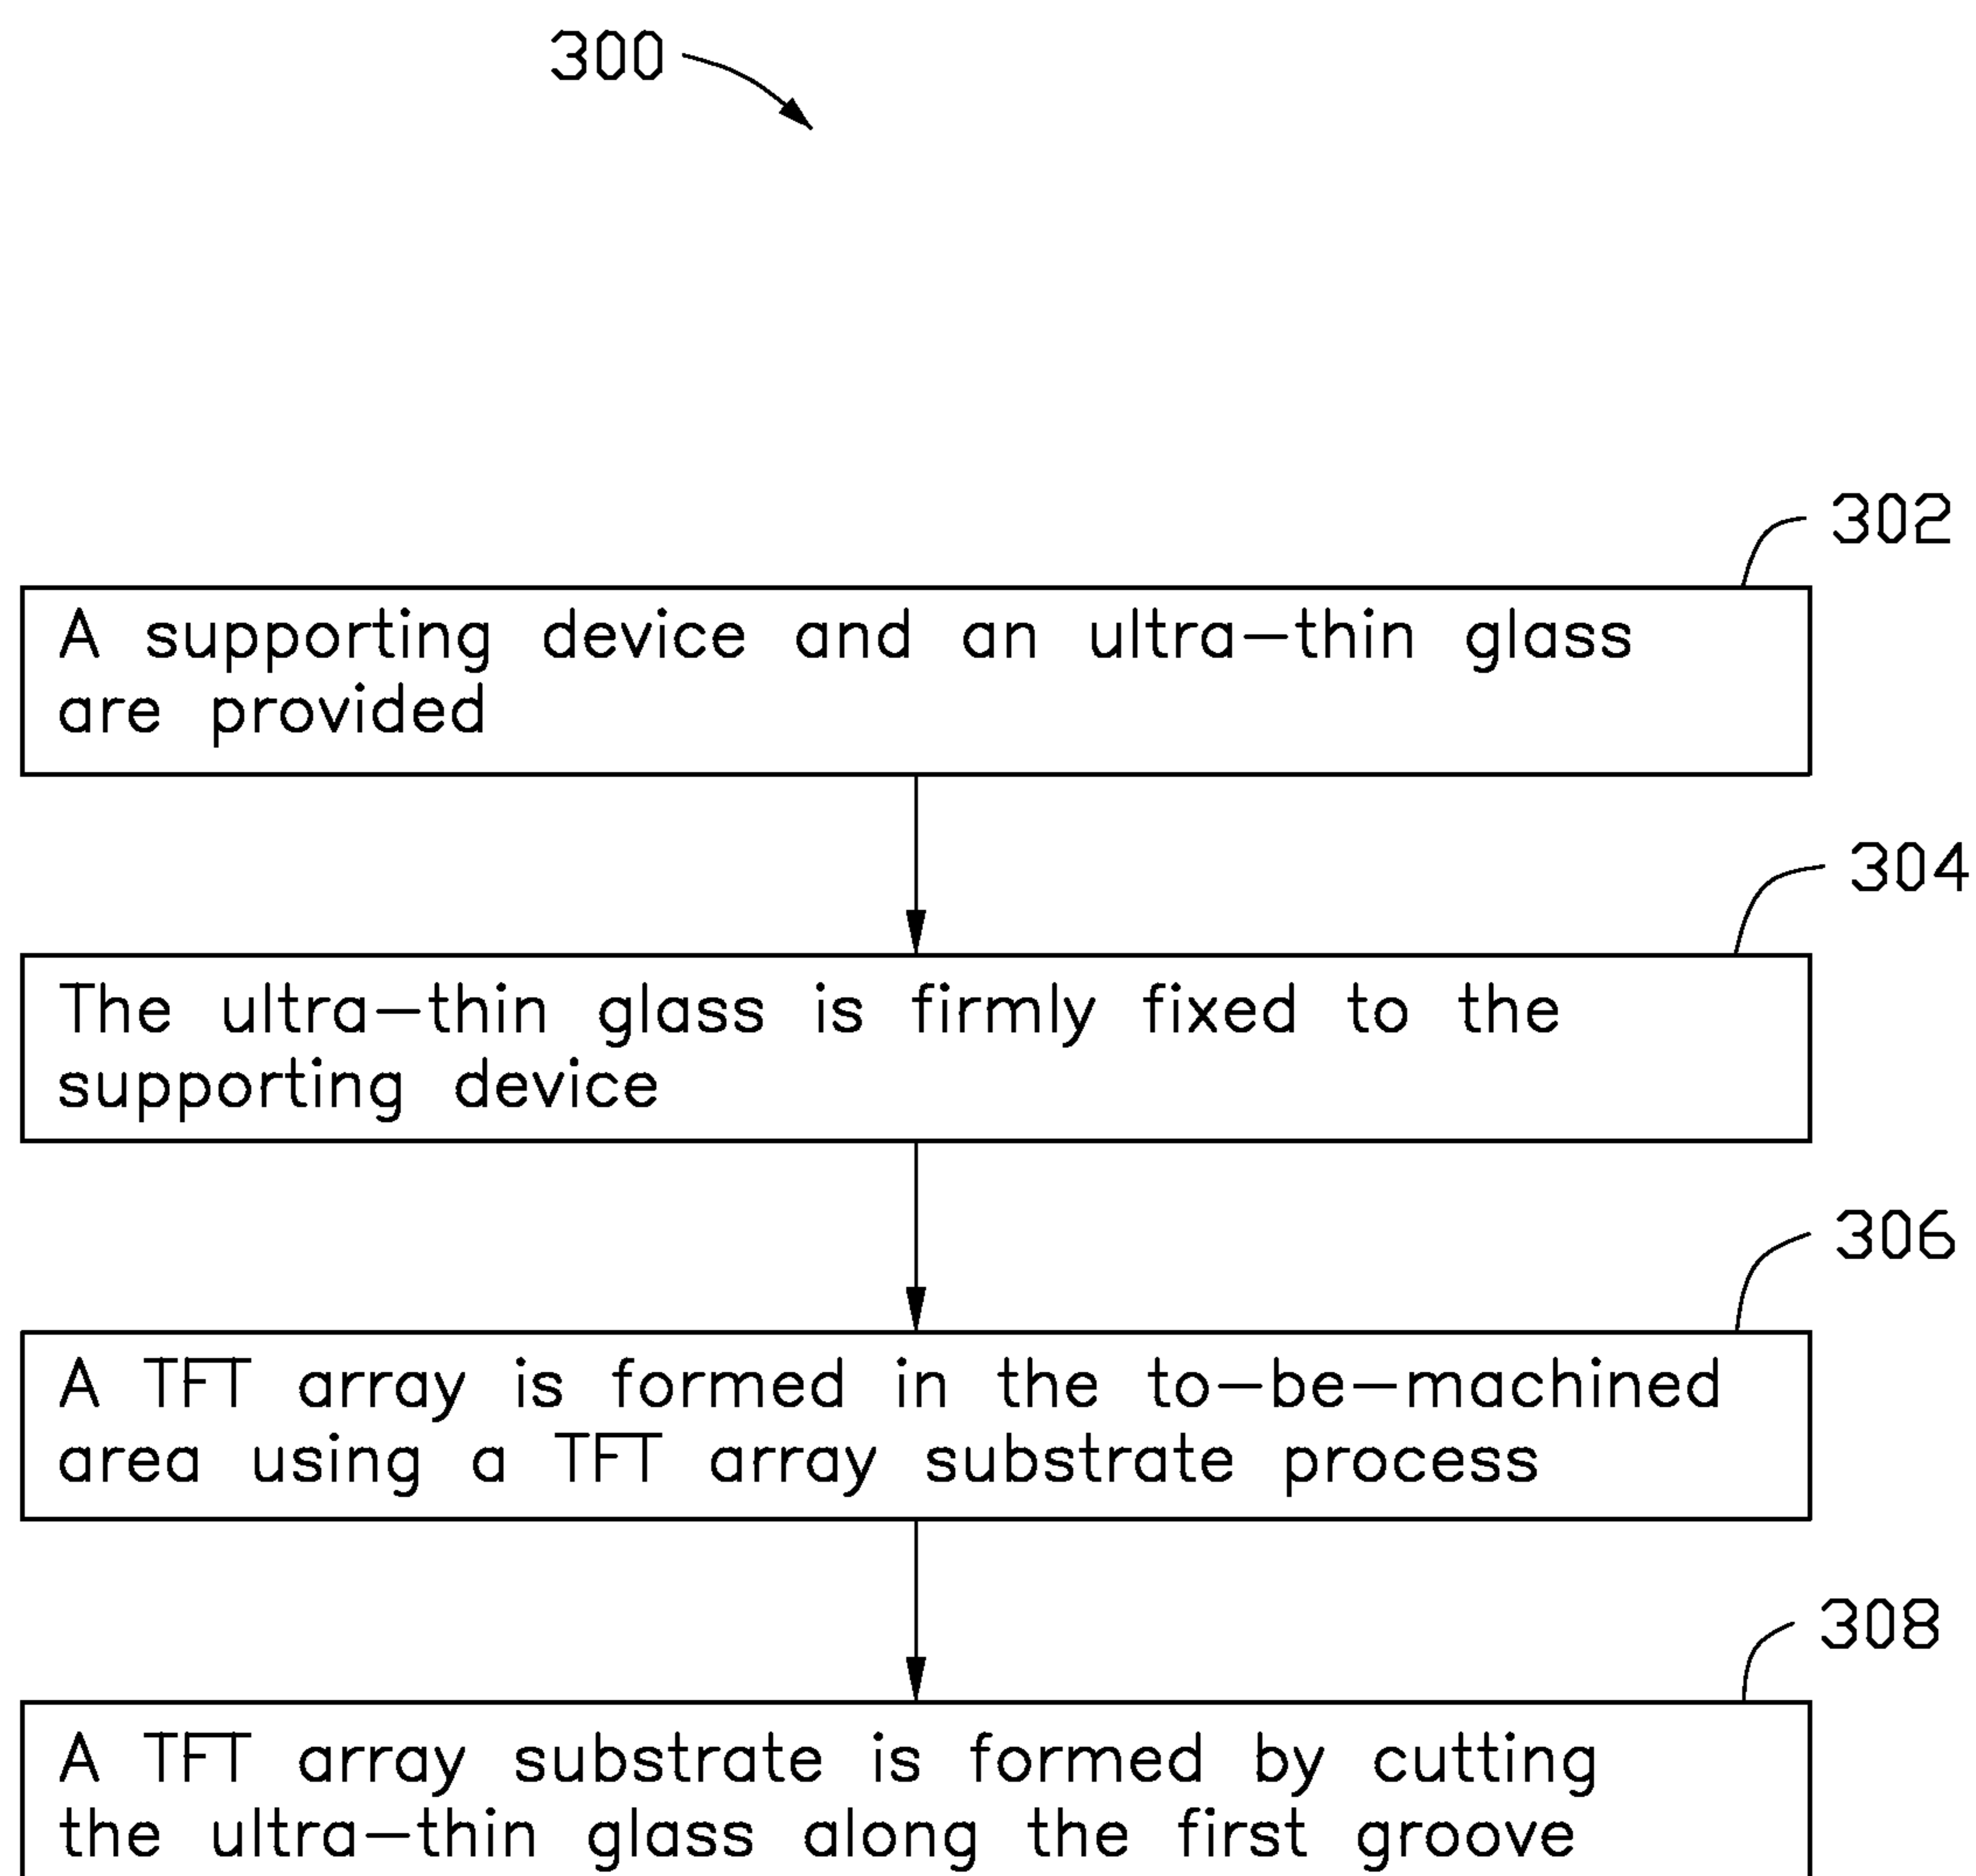 300
302
A supporting device and an ultra-thin glass
are provided
304
The ultra-thin glass is firmly fixed to the
supporting device
306
A TFT array is formed in the to-be-machined
area using a TFT array substrate process
308
A TFT array substrate is formed by cutting
the ultra-thin glass along the first groove